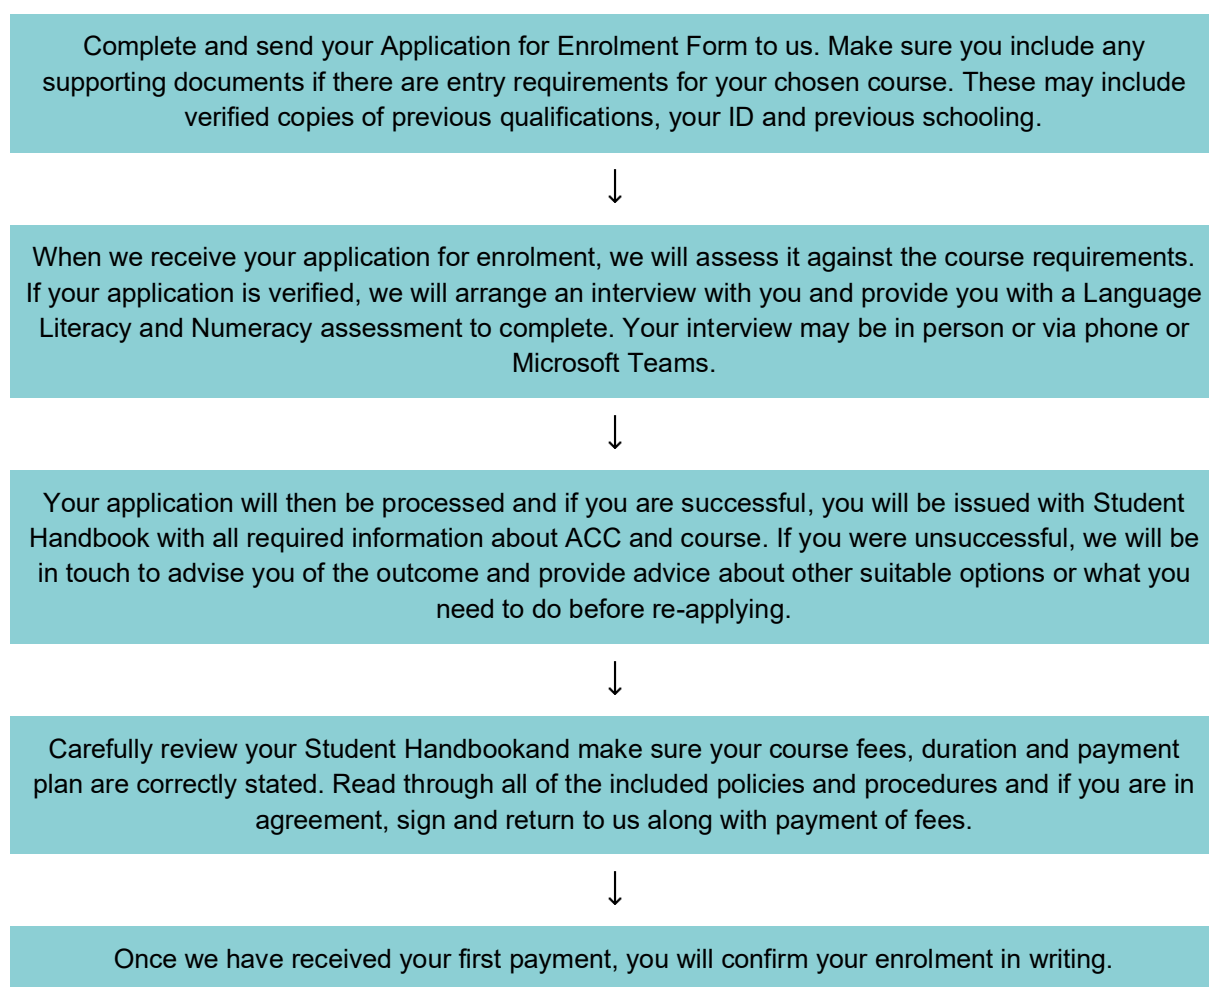 Complete and send your Application for Enrolment Form to us. Make sure you include any
supporting documents if there are entry requirements for your chosen course. These may include
verified copies of previous qualifications, your ID and previous schooling.
↓
When we receive your application for enrolment, we will assess it against the course requirements.
If your application is verified, we will arrange an interview with you and provide you with a Language
Literacy and Numeracy assessment to complete. Your interview may be in person or via phone or
Microsoft Teams.
↓
Your application will then be processed and if you are successful, you will be issued with Student
Handbook with all required information about ACC and course. If you were unsuccessful, we will be
in touch to advise you of the outcome and provide advice about other suitable options or what you
need to do before re-applying.
↓
Carefully review your Student Handbookand make sure your course fees, duration and payment
plan are correctly stated. Read through all of the included policies and procedures and if you are in
agreement, sign and return to us along with payment of fees.
↓
Once we have received your first payment, you will confirm your enrolment in writing.